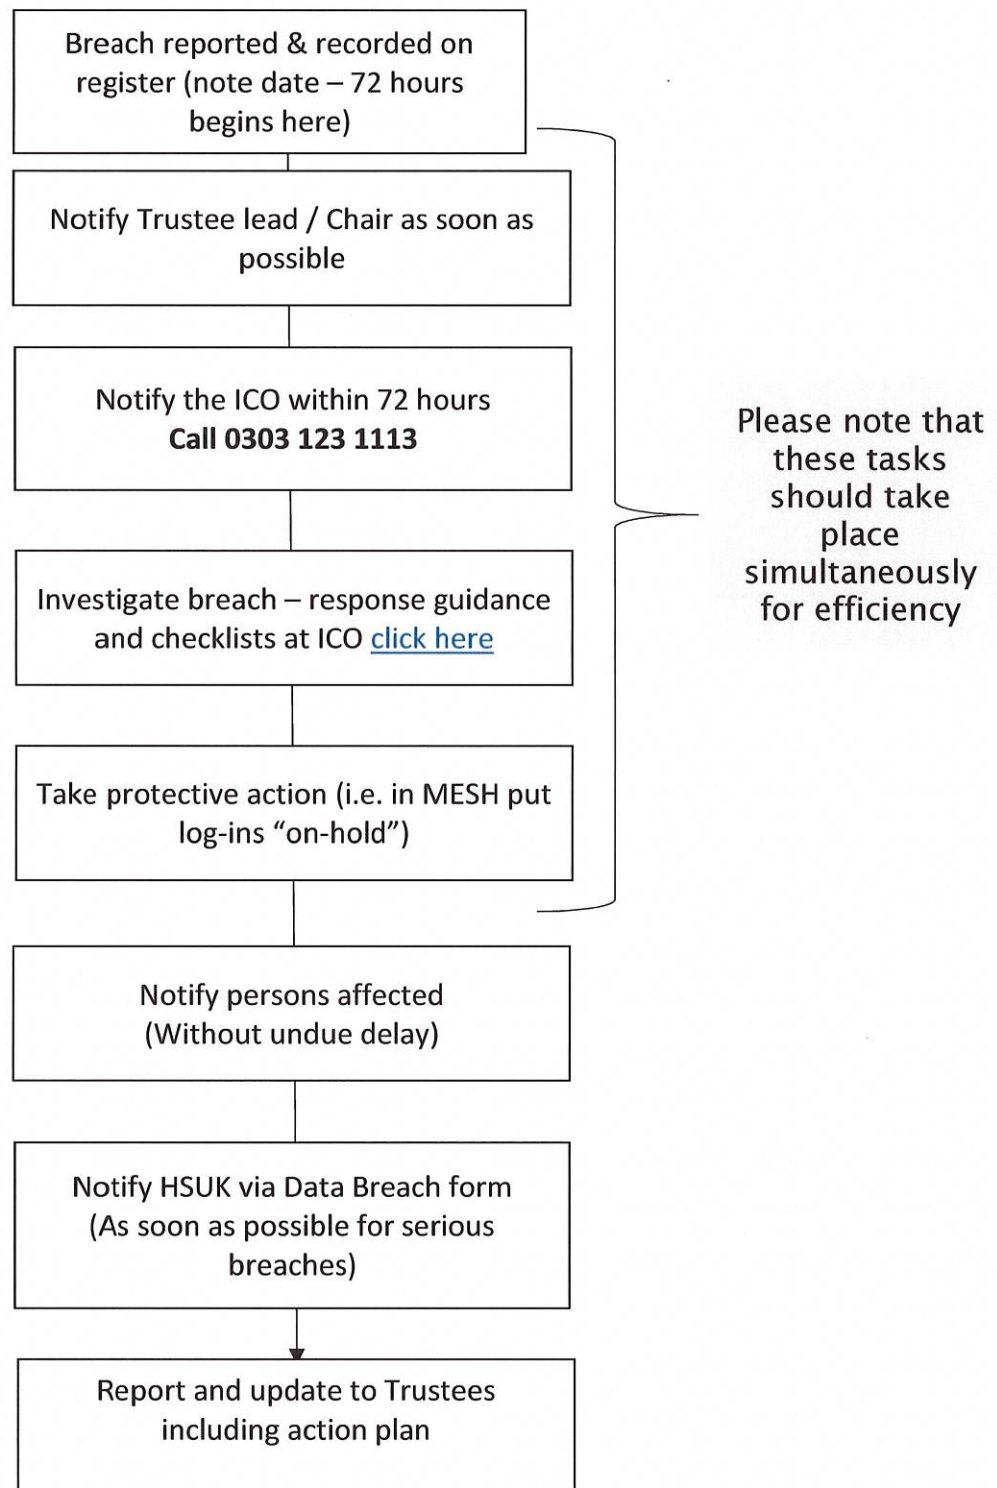 Breach reported & recorded on
register (note date – 72 hours
begins here)
Notify Trustee lead / Chair as soon as
possible
Notify the ICO within 72 hours
Call 0303 123 1113
Investigate breach – response guidance
and checklists at ICO click here
Take protective action (i.e. in MESH put
log-ins “on-hold”)
Please note that
these tasks
should take
place
simultaneously
for efficiency
Notify persons affected
(Without undue delay)
Notify HSUK via Data Breach form
(As soon as possible for serious
breaches)
Report and update to Trustees
including action plan